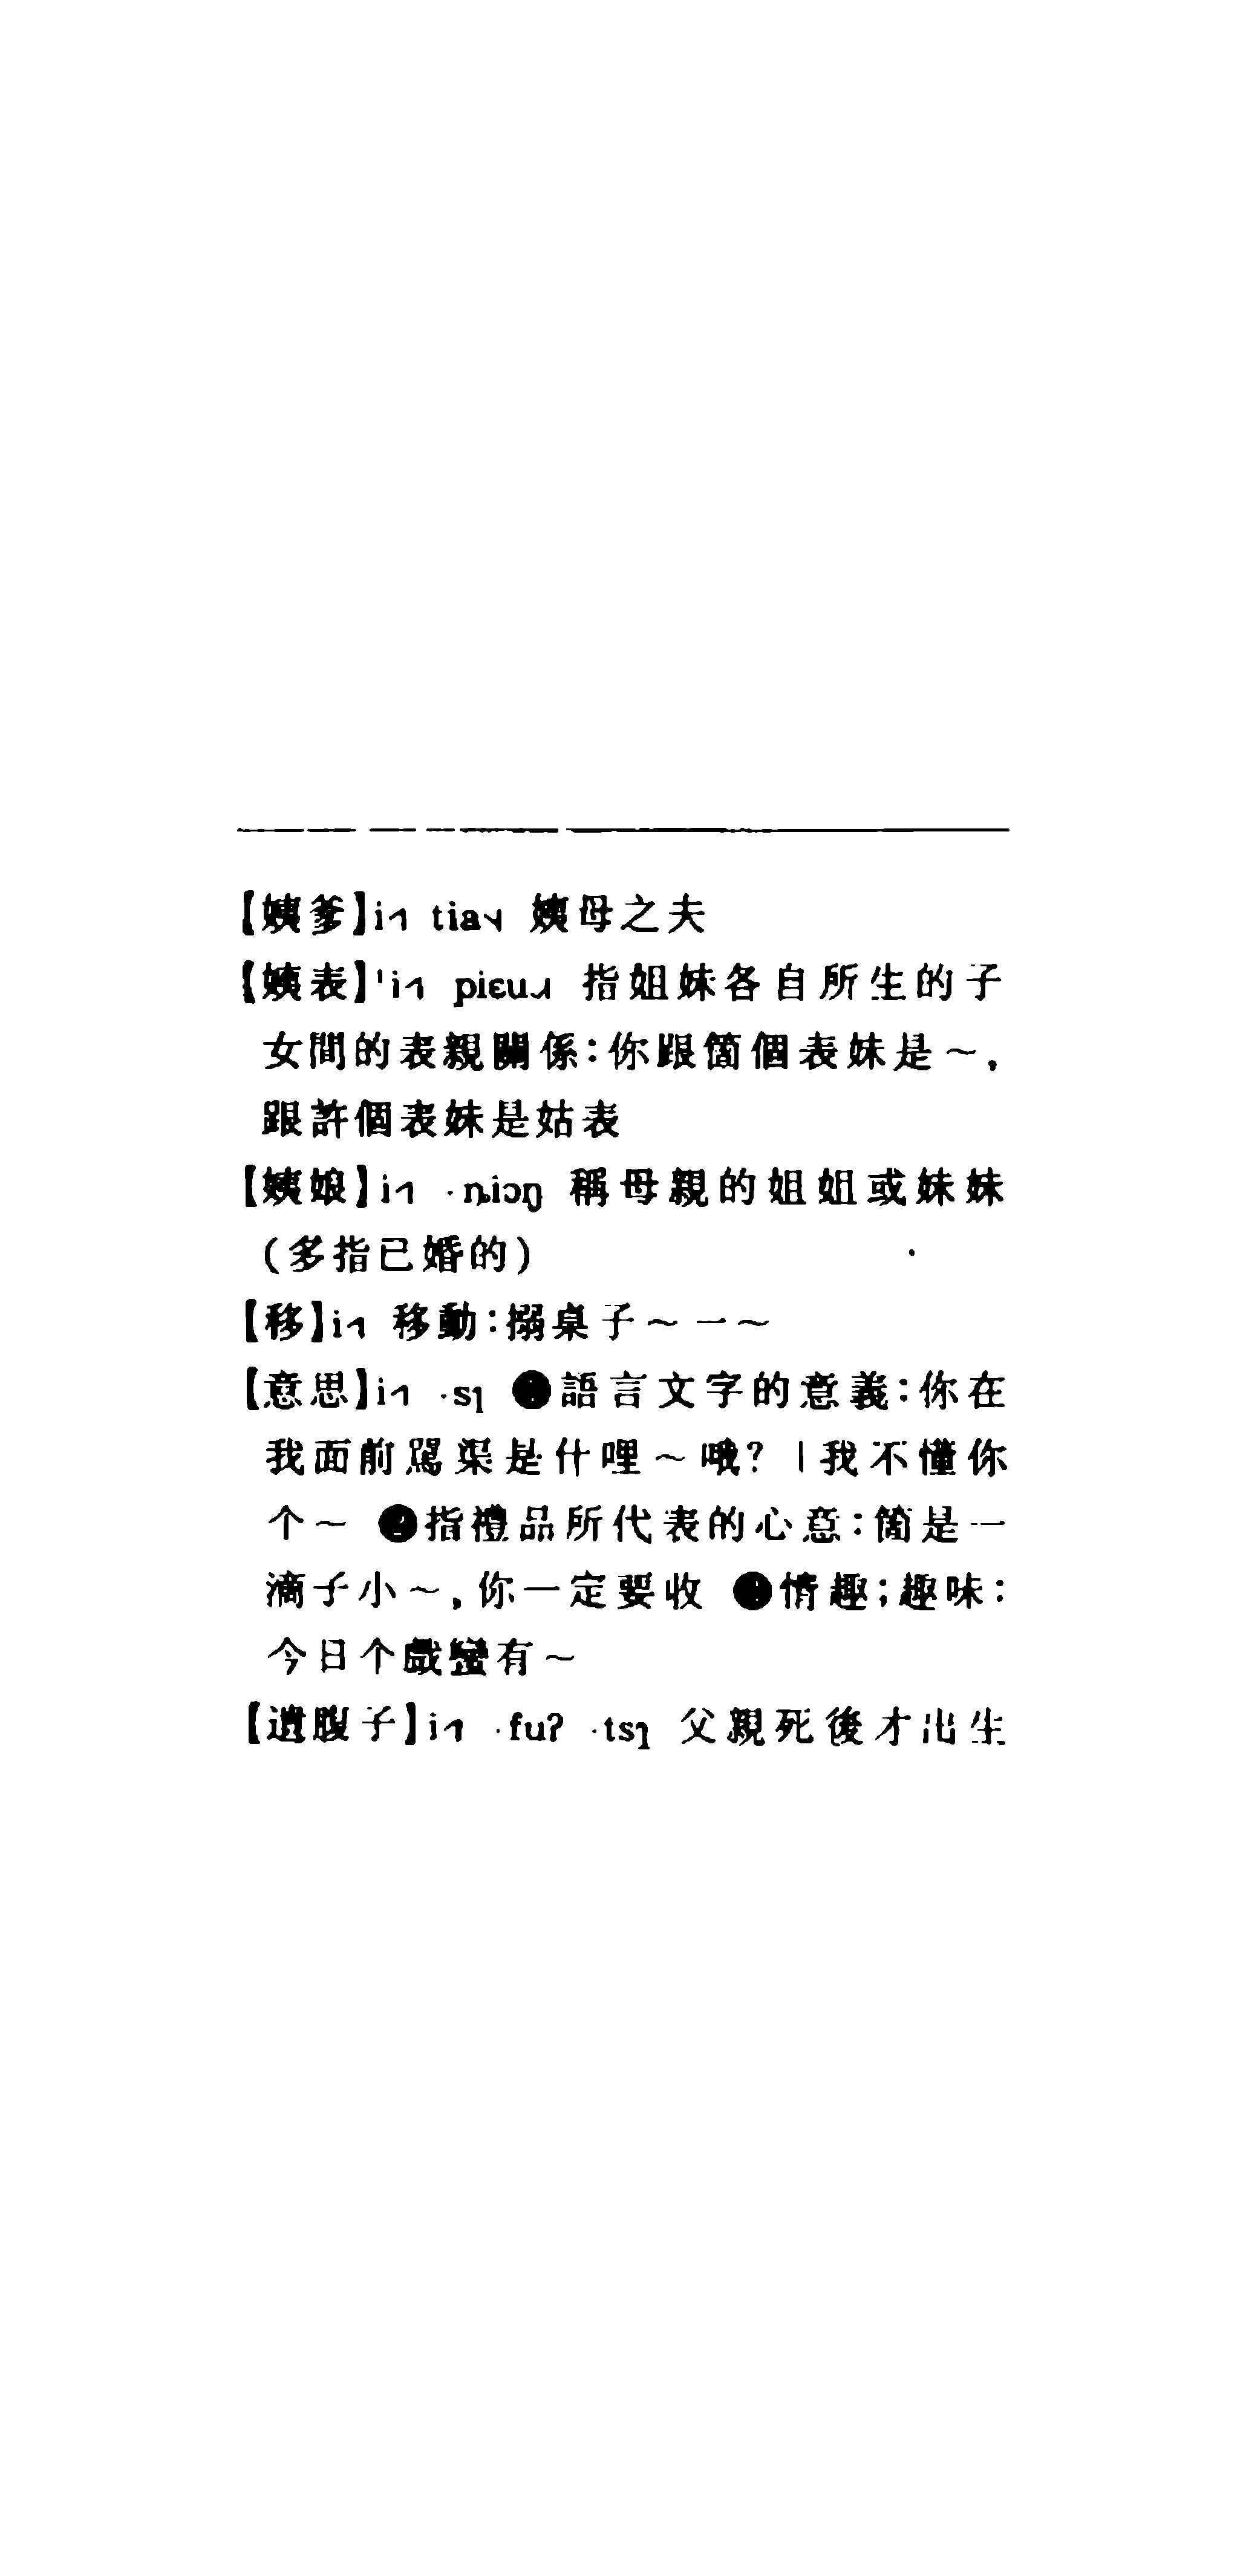 【姨爹】i˧˥ tia˨˩ 姨母之夫
【姨表】i˧˥ piɛu˨˩˧ 指姐妹各自所生的子
女間的表親關係：你跟箇個表妹是～，
跟許個表妹是姑表
【姨娘】i˧˥ ·ȵiɔŋ 稱母親的姐姐或妹妹
（多指已婚的）
【移】i˧˥ 移動：搦桌子～一～
【意思】i˧˥ ·sɿ ❶語言文字的意義：你在
我面前駡渠是什哩～哦？｜我不懂你
个～ ❷指禮品所代表的心意：箇是一
滴子小～，你一定要收 ❸情趣；趣味：
今日个戲蠻有～
【遺腹子】i˧˥ ·fuʔ ·tsɿ 父親死後才出生